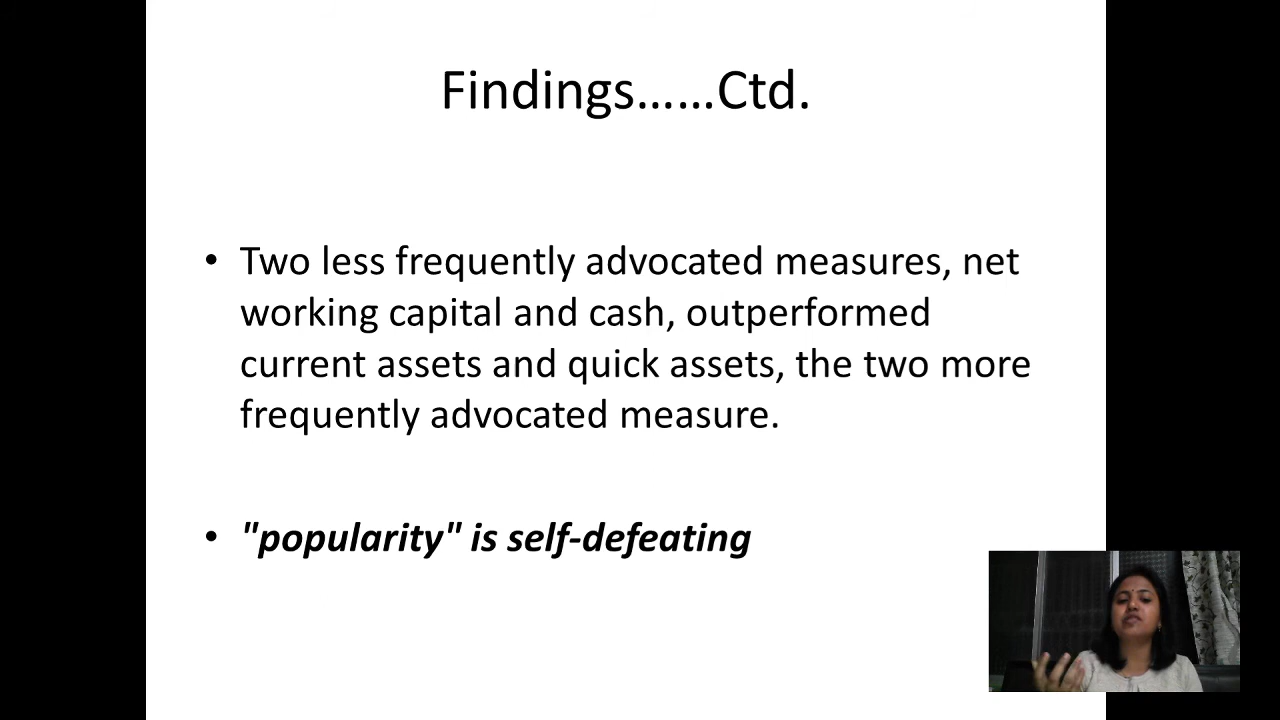 Findings……Ctd.
• Two less frequently advocated measures, net
working capital and cash, outperformed
current assets and quick assets, the two more
frequently advocated measure.
• "popularity" is self-defeating